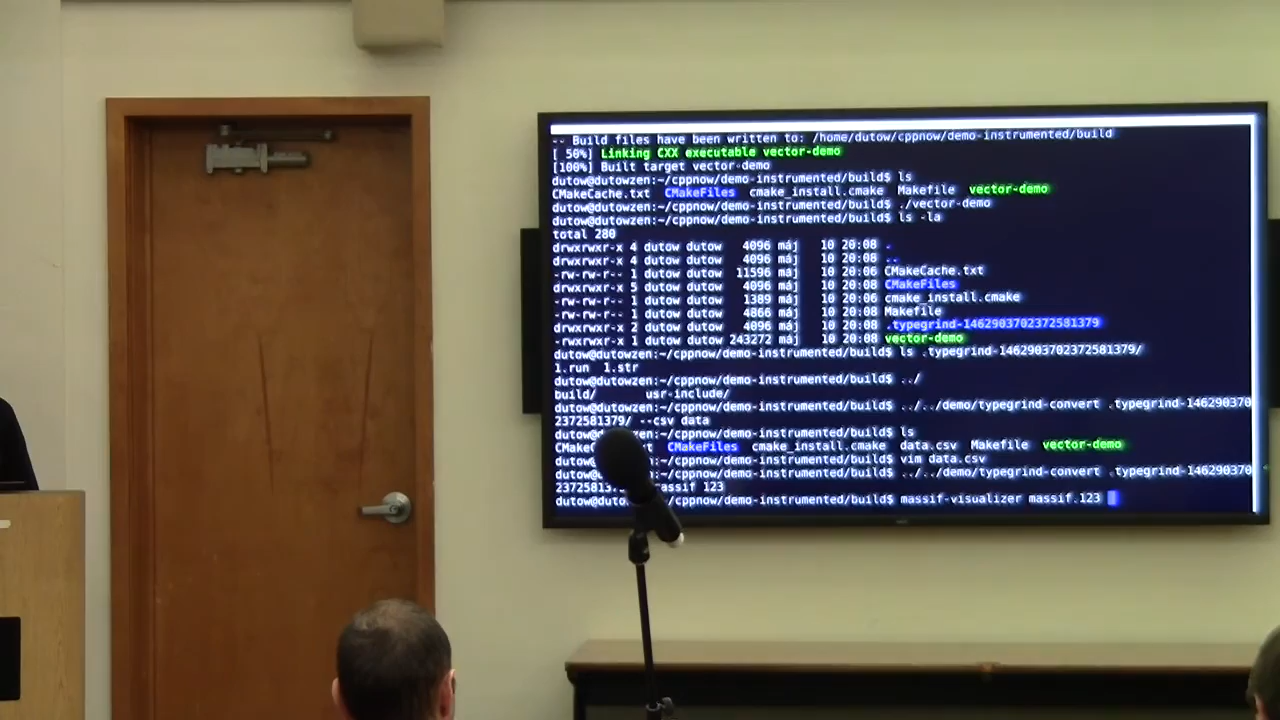 -- Build files have been written to: /home/dutow/cppnow/demo-instrumented/build
[ 50%] Linking CXX executable vector-demo
[100%] Built target vector-demo
dutow@dutowzen:~/cppnow/demo-instrumented/build$ ls
CMakeCache.txt CMakeFiles cmake_install.cmake Makefile vector-demo
dutow@dutowzen:~/cppnow/demo-instrumented/build$ ./vector-demo
dutow@dutowzen:~/cppnow/demo-instrumented/build$ ls -la
total 280
drwxrwxr-x 4 dutow dutow 4096 máj 10 20:08 .
drwxrwxr-x 4 dutow dutow 4096 máj 10 20:08 ..
-rw-rw-r-- 1 dutow dutow 11596 máj 10 20:06 CMakeCache.txt
drwxrwxr-x 5 dutow dutow 4096 máj 10 20:08 CMakeFiles
-rw-rw-r-- 1 dutow dutow 1389 máj 10 20:06 cmake_install.cmake
-rw-rw-r-- 1 dutow dutow 4866 máj 10 20:08 Makefile
drwxrwxr-x 2 dutow dutow 4096 máj 10 20:08 .typegrind-1462903702372581379
-rwxrwxr-x 1 dutow dutow 243272 máj 10 20:08 vector-demo
dutow@dutowzen:~/cppnow/demo-instrumented/build$ ls .typegrind-1462903702372581379/
1.run 1.str
dutow@dutowzen:~/cppnow/demo-instrumented/build$ ../
build/ usr-include/
dutow@dutowzen:~/cppnow/demo-instrumented/build$ ../../demo/typegrind-convert .typegrind-146290370
2372581379/ --csv data
dutow@dutowzen:~/cppnow/demo-instrumented/build$ ls
CMakeFiles cmake_install.cmake data.csv Makefile vector-demo
:~/cppnow/demo-instrumented/build$ vim data.csv
:~/cppnow/demo-instrumented/build$ ../../demo/typegrind-convert .typegrind-146290370
123
:~/cppnow/demo-instrumented/build$ massif-visualizer massif.123